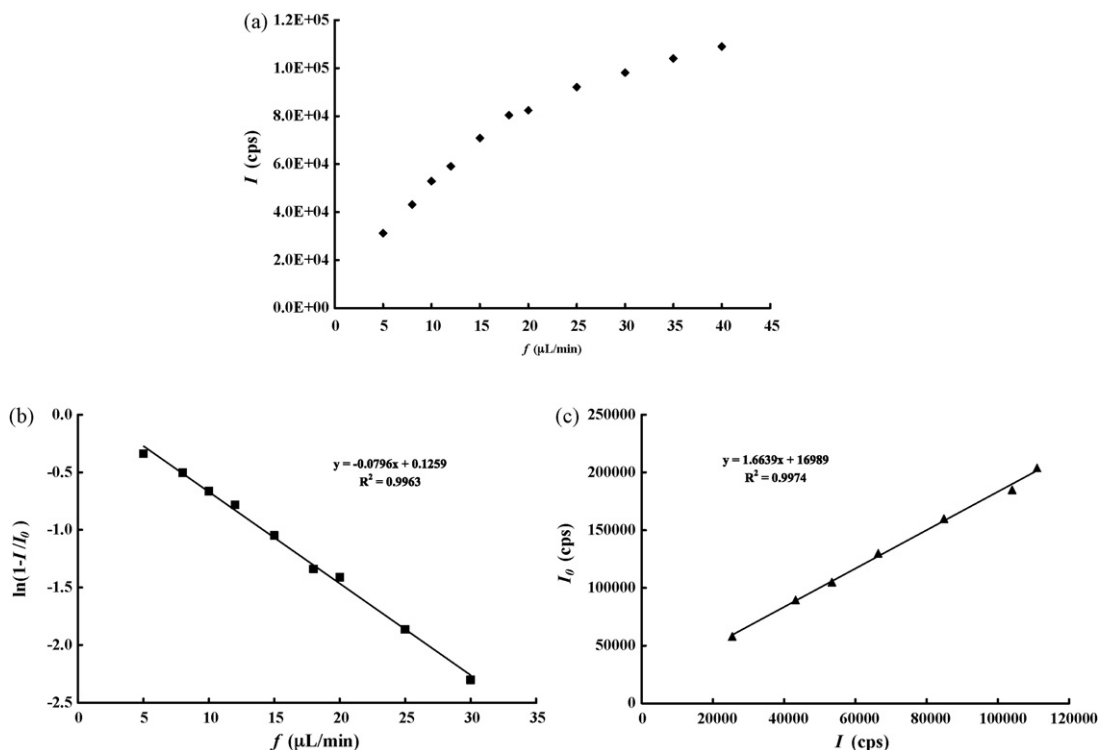 (a)
1.2E+05
1.0E+05
8.0E+04
6.0E+04
4.0E+04
2.0E+04
0.0E+00
I (cps)
0 5 10 15 20 25 30 35 40 45
f (μL/min)
(b)
0.0
-0.5
-1.0
-1.5
-2.0
-2.5
ln(1-I/I₀)
y = -0.0796x + 0.1259
R² = 0.9963
0 5 10 15 20 25 30 35
f (μL/min)
(c)
250000
200000
150000
100000
50000
0
I₀ (cps)
y = 1.6639x + 16989
R² = 0.9974
0 20000 40000 60000 80000 100000 120000
I (cps)